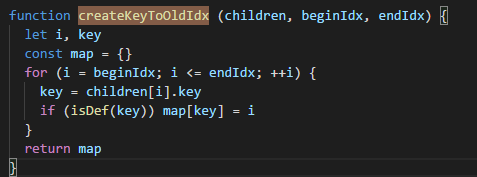 function createKeyToOldIdx (children, beginIdx, endIdx) {
  let i, key
  const map = {}
  for (i = beginIdx; i <= endIdx; ++i) {
    key = children[i].key
    if (isDef(key)) map[key] = i
  }
  return map
}